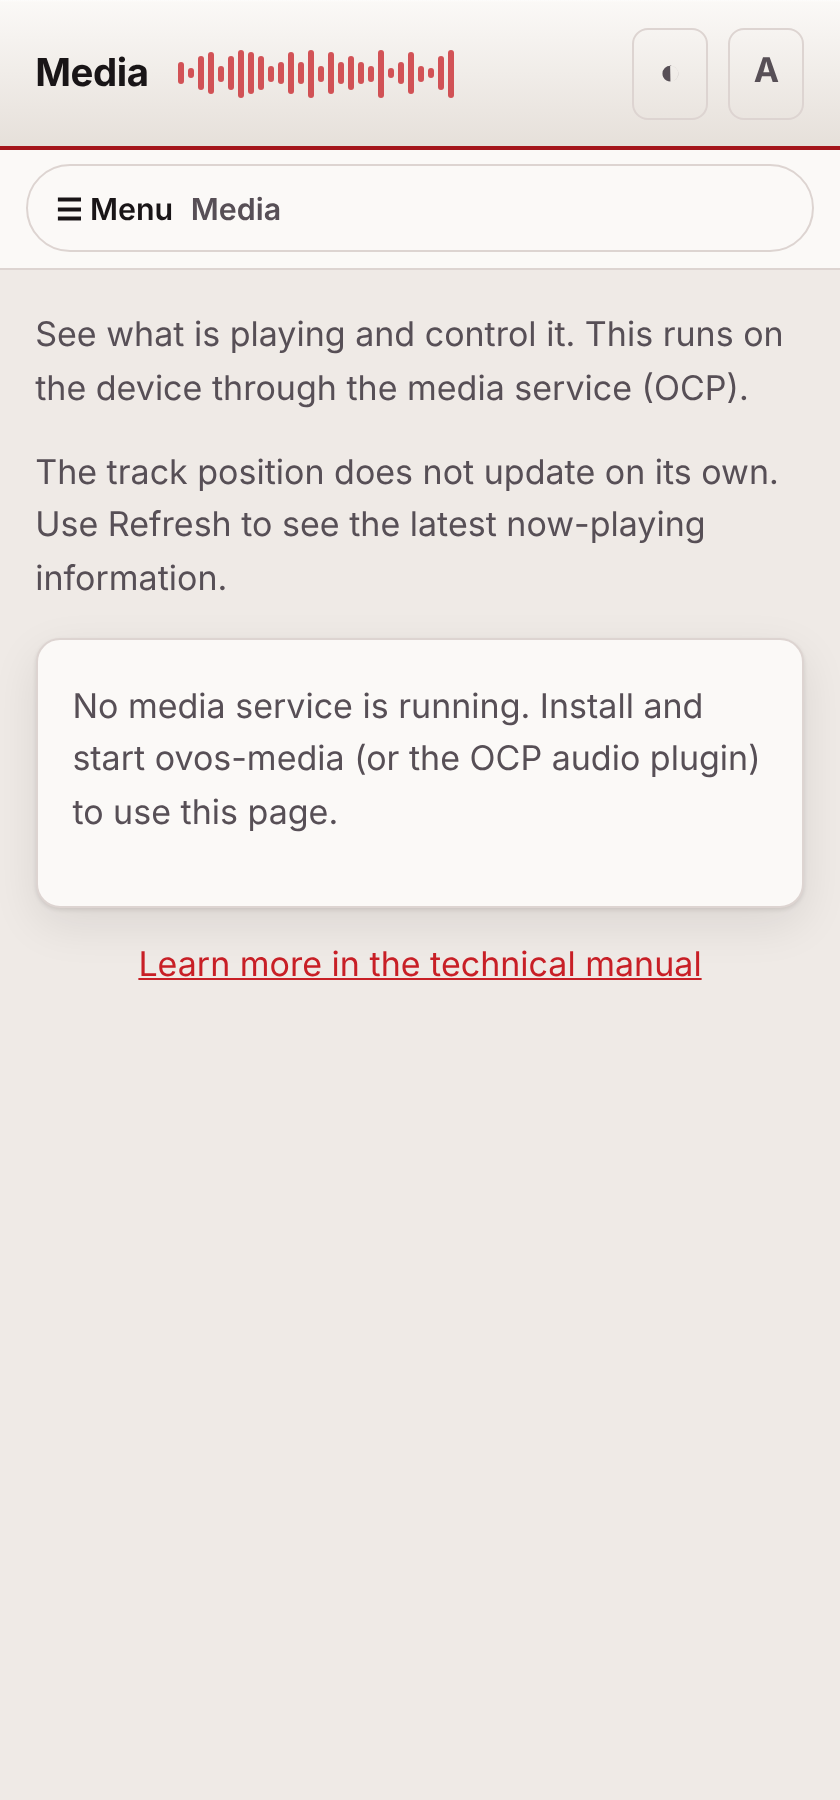 Media
A
☰ Menu Media
See what is playing and control it. This runs on
the device through the media service (OCP).
The track position does not update on its own.
Use Refresh to see the latest now-playing
information.
No media service is running. Install and
start ovos-media (or the OCP audio plugin)
to use this page.
Learn more in the technical manual